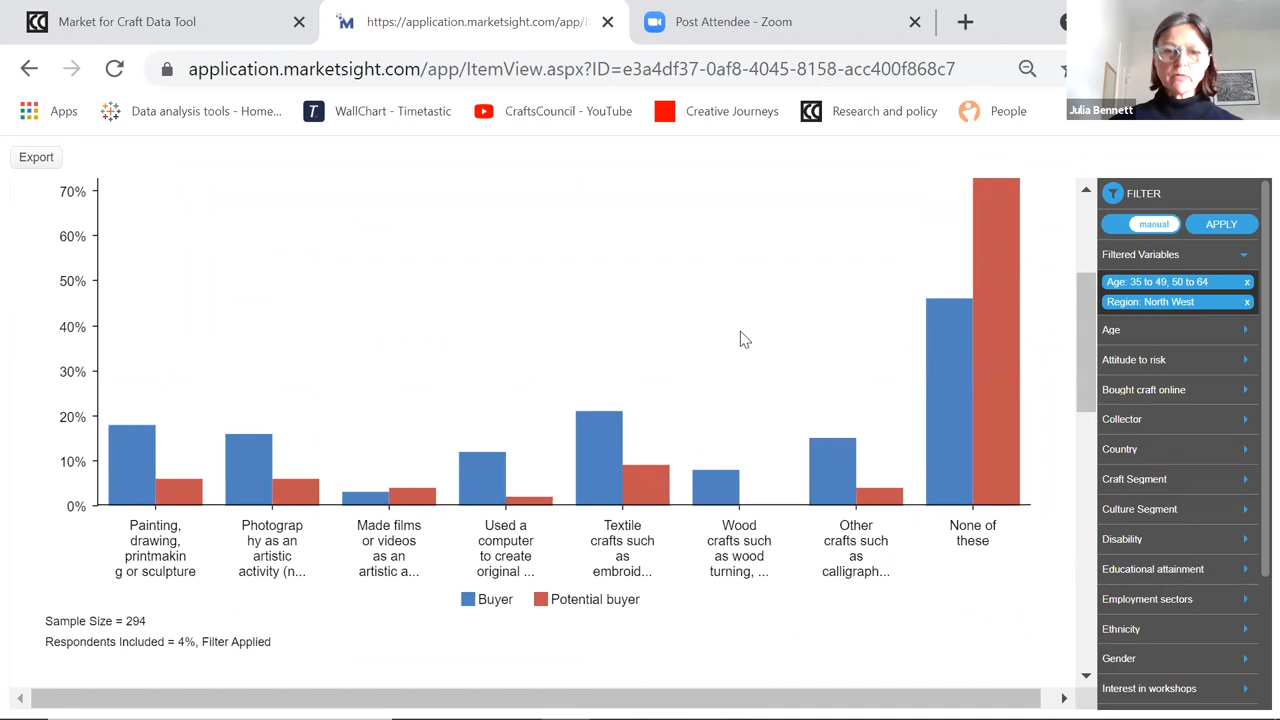 Market for Craft Data Tool
https://application.marketsight.com/app/I
Post Attendee - Zoom
application.marketsight.com/app/ItemView.aspx?ID=e3a4df37-0af8-4045-8158-acc400f868c7
Apps
Data analysis tools - Home...
WallChart - Timetastic
CraftsCouncil - YouTube
Creative Journeys
Research and policy
People
Julia Bennett
Export
70%
60%
50%
40%
30%
20%
10%
0%
Painting,
drawing,
printmakin
g or sculpture
Photograp
hy as an
artistic
activity (n...
Made films
or videos
as an
artistic a...
Used a
computer
to create
original ...
Textile
crafts such
as
embroid...
Wood
crafts such
as wood
turning, ...
Other
crafts such
as
calligraph...
None of
these
Buyer
Potential buyer
Sample Size = 294
Respondents Included = 4%, Filter Applied
FILTER
manual
APPLY
Filtered Variables
Age: 35 to 49, 50 to 64 x
Region: North West x
Age
Attitude to risk
Bought craft online
Collector
Country
Craft Segment
Culture Segment
Disability
Educational attainment
Employment sectors
Ethnicity
Gender
Interest in workshops